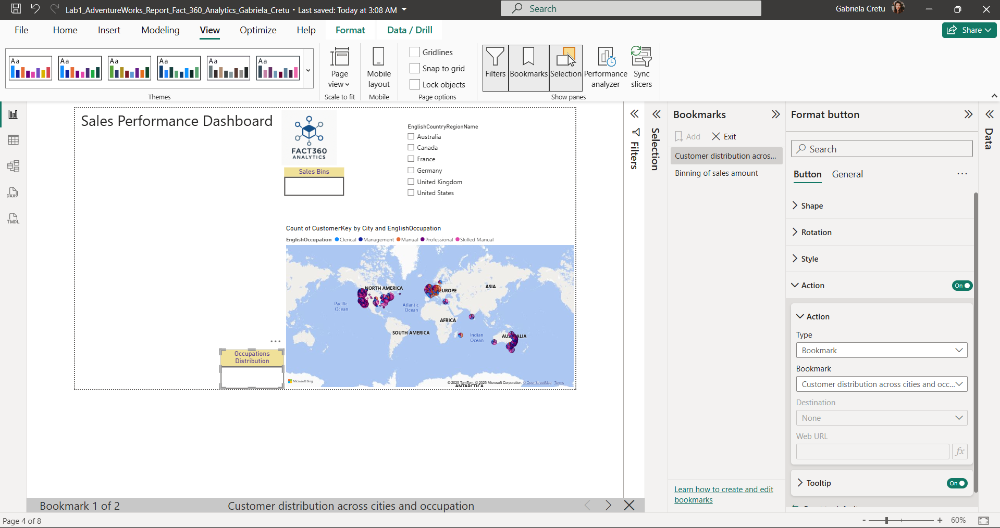 Lab1_AdventureWorks_Report_Fact_360_Analytics_Gabriela_Cretu • Last saved: Today at 3:08 AM
Search
Gabriela Cretu
File
Home
Insert
Modeling
View
Optimize
Help
Format
Data / Drill
Share
Aa
Aa
Aa
Aa
Aa
Aa
Themes
Page
view
Scale to fit
Mobile
layout
Mobile
Gridlines
Snap to grid
Lock objects
Page options
Filters
Bookmarks
Selection
Performance
analyzer
Sync
slicers
Show panes
DAX
TMDL
Sales Performance Dashboard
FACT360
ANALYTICS
Sales Bins
EnglishCountryRegionName
Australia
Canada
France
Germany
United Kingdom
United States
Count of CustomerKey by City and EnglishOccupation
EnglishOccupation Clerical Management Manual Professional Skilled Manual
NORTH AMERICA
EUROPE
ASIA
Pacific
Ocean
Atlantic
Ocean
AFRICA
SOUTH AMERICA
Indian
Ocean
Microsoft Bing
© 2025 TomTom, © 2025 Microsoft Corporation, © OpenStreetMap Terms
ANTARCTICA
Occupations
Distribution
Filters
Selection
Bookmarks
Add
Exit
Customer distribution acros...
Binning of sales amount
Learn how to create and edit
bookmarks
Format button
Search
Button
General
Shape
Rotation
Style
Action
On
Action
Type
Bookmark
Bookmark
Customer distribution across cities and occ...
Destination
None
Web URL
fx
Tooltip
On
Data
Bookmark 1 of 2
Customer distribution across cities and occupation
Page 4 of 8
- + 60%